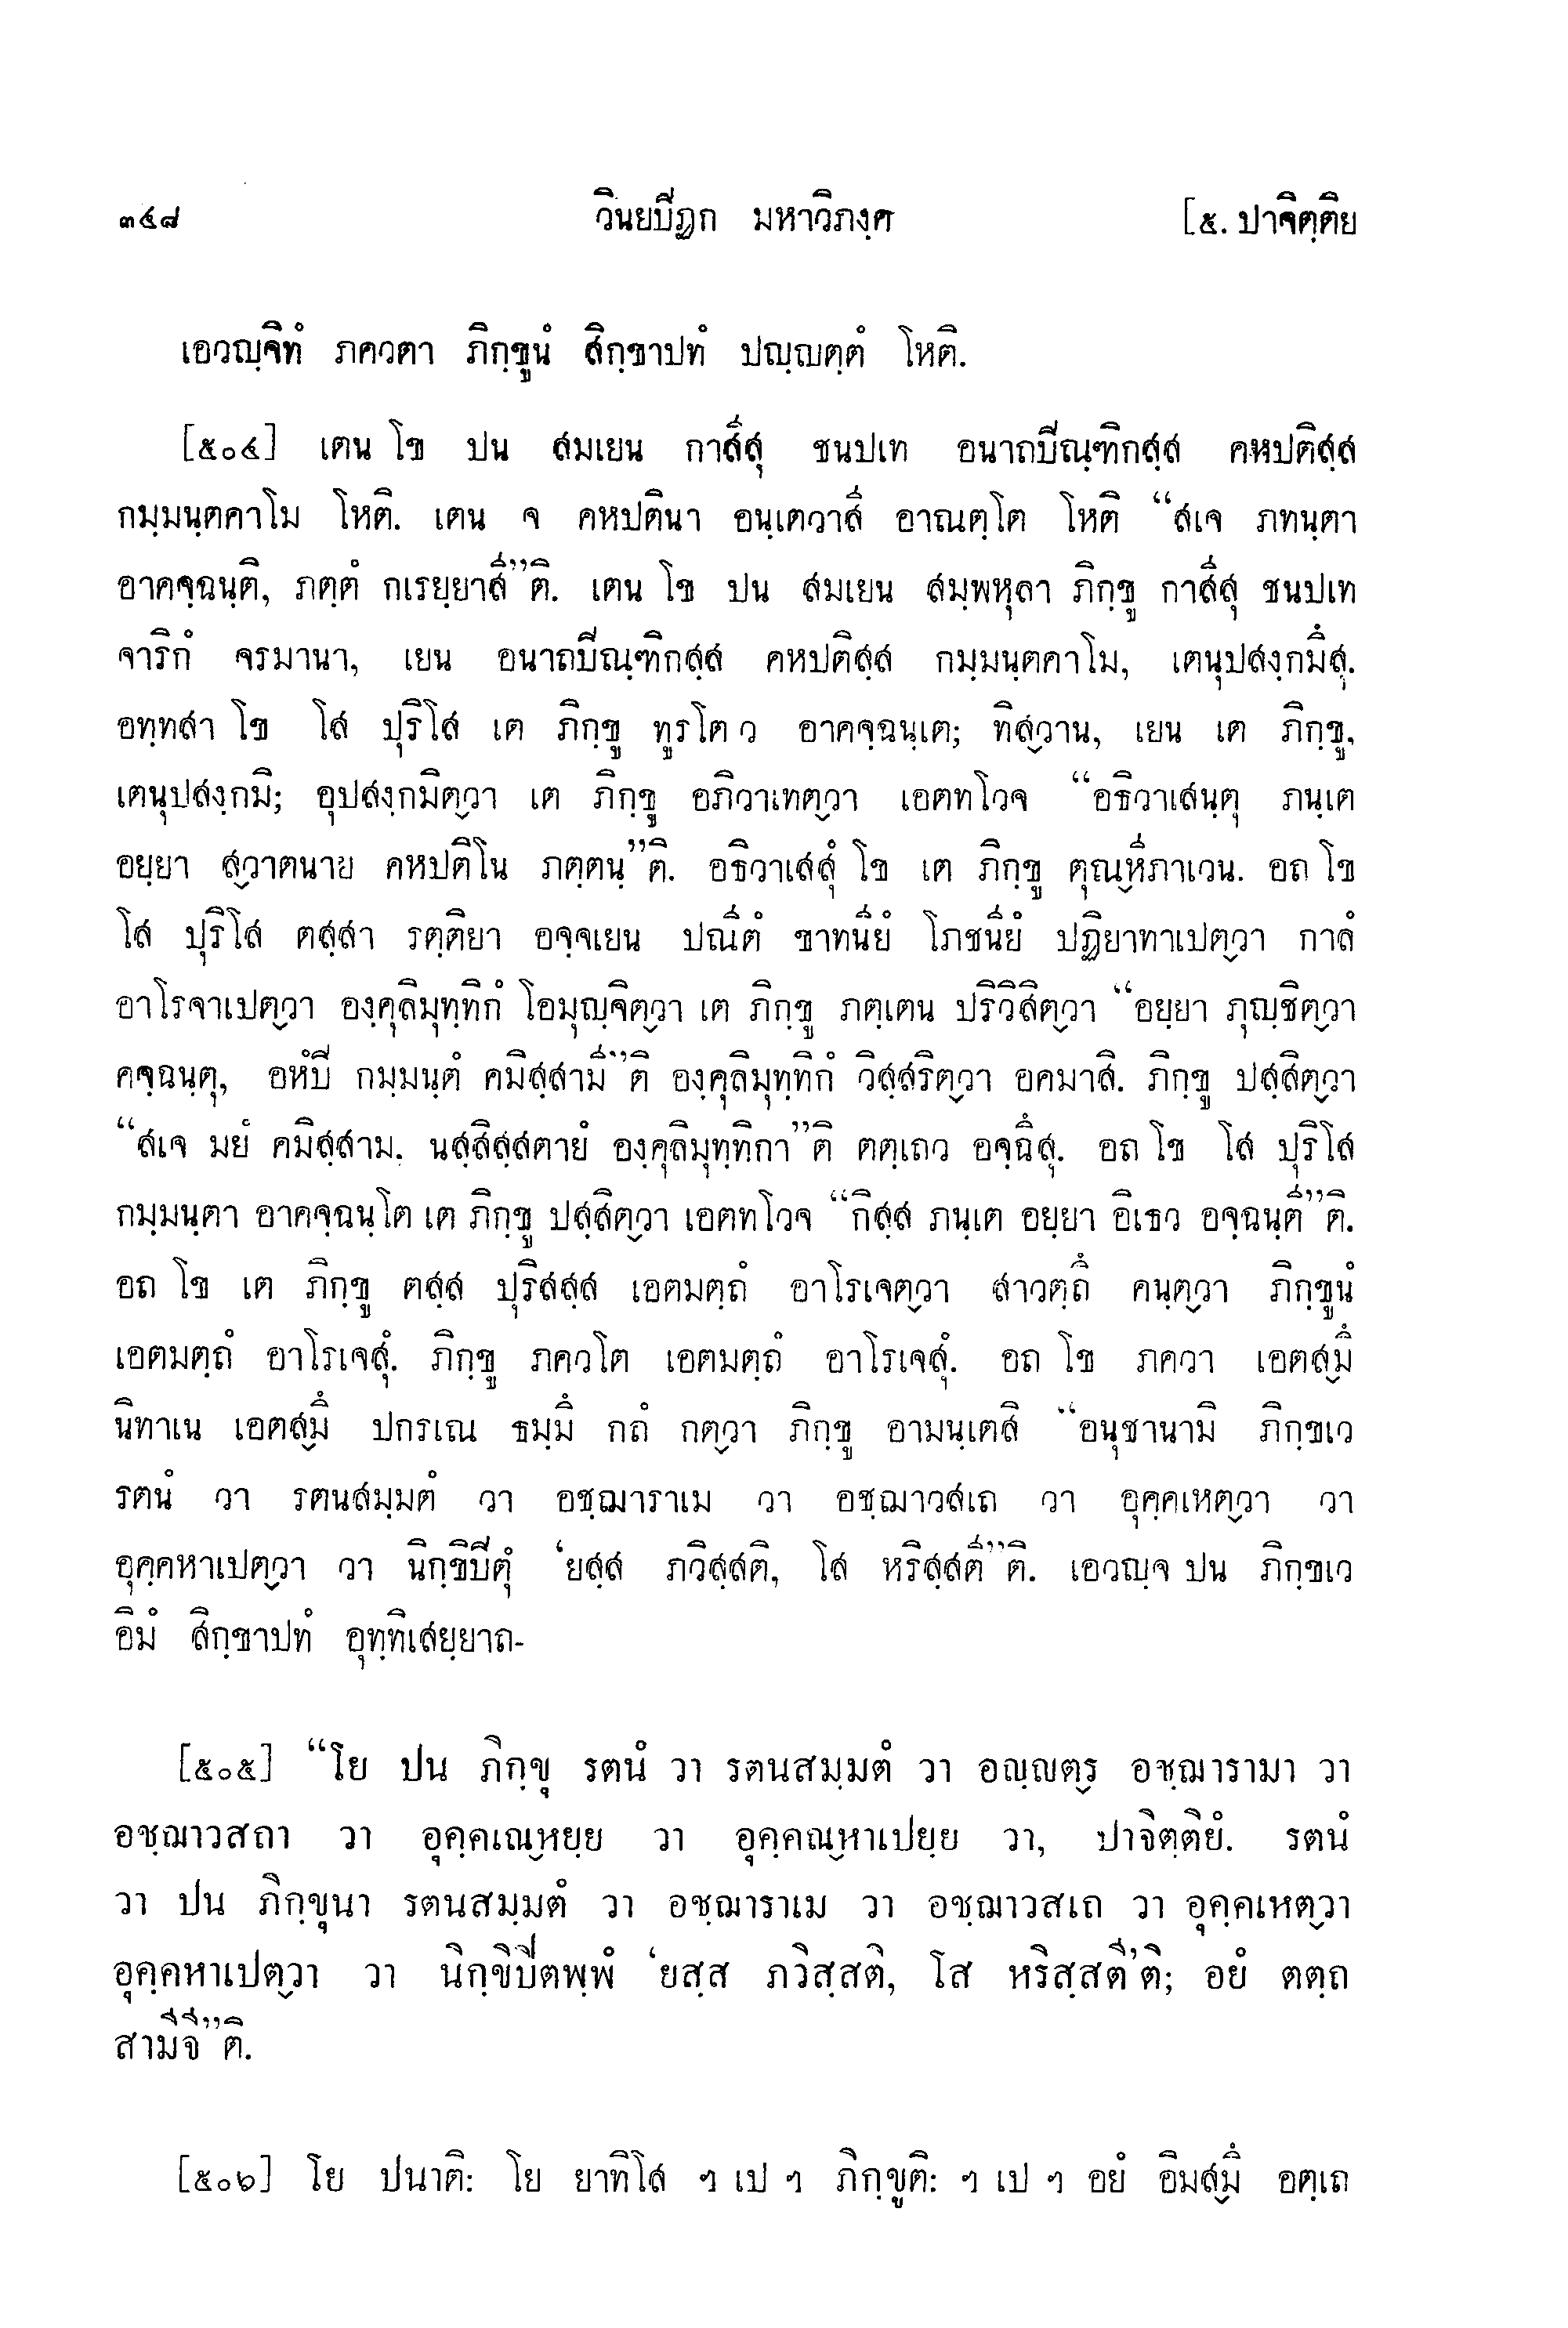 ๓๔๘ วินยปิฏก มหาวิภงฺค [๕. ปาจิตฺติย
เอวญฺจิทํ ภควตา ภิกฺขูนํ สิกฺขาปทํ ปญฺญตฺตํ โหติ.
[๕๐๔] เตน โข ปน สมเยน กาสีสุ ชนปเท อนาถปิณฺฑิกสฺส คหปติสฺส
กมฺมนฺตคาโม โหติ. เตน จ คหปตินา อนฺเตวาสี อาณตฺโต โหติ “สเจ ภทนฺตา
อาคจฺฉนฺติ, ภตฺตํ กเรยฺยาสี”ติ. เตน โข ปน สมเยน สมฺพหุลา ภิกฺขู กาสีสุ ชนปเท
จาริกํ จรมานา, เยน อนาถปิณฺฑิกสฺส คหปติสฺส กมฺมนฺตคาโม, เตนุปสงฺกมึสุ.
อทฺทสา โข โส ปุริโส เต ภิกฺขู ทูรโต ว อาคจฺฉนฺเต; ทิสฺวาน, เยน เต ภิกฺขู,
เตนุปสงฺกมิ; อุปสงฺกมิตฺวา เต ภิกฺขู อภิวาเทตฺวา เอตทโวจ “อธิวาเสนฺตุ ภนฺเต
อยฺยา สฺวาตนาย คหปติโน ภตฺตนฺ”ติ. อธิวาเสสุํ โข เต ภิกฺขู ตุณฺหีภาเวน. อถ โข
โส ปุริโส ตสฺสา รตฺติยา อจฺจเยน ปณีตํ ขาทนียํ โภชนียํ ปฏิยาทาเปตฺวา กาลํ
อาโรจาเปตฺวา องฺคุลิมุทฺทิกํ โอมุญฺจิตฺวา เต ภิกฺขู ภตฺเตน ปริวิสิตฺวา “อยฺยา ภุญฺชิตฺวา
คจฺฉนฺตุ, อหํปิ กมฺมนฺตํ คมิสฺสามี”ติ องฺคุลิมุทฺทิกํ วิสฺสริตฺวา อคมาสิ. ภิกฺขู ปสฺสิตฺวา
“สเจ มยํ คมิสฺสาม. นสฺสิสฺสตายํ องฺคุลิมุทฺทิกา”ติ ตตฺเถว อจฺฉึสุ. อถ โข โส ปุริโส
กมฺมนฺตา อาคจฺฉนฺโต เต ภิกฺขู ปสฺสิตฺวา เอตทโวจ “กิสฺส ภนฺเต อยฺยา อิเธว อจฺฉนฺตี”ติ.
อถ โข เต ภิกฺขู ตสฺส ปุริสสฺส เอตมตฺถํ อาโรเจตฺวา สาวตฺถึ คนฺตฺวา ภิกฺขูนํ
เอตมตฺถํ อาโรเจสุํ. ภิกฺขู ภควโต เอตมตฺถํ อาโรเจสุํ. อถ โข ภควา เอตสฺมึ
นิทาเน เอตสฺมึ ปกรเณ ธมฺมึ กถํ กตฺวา ภิกฺขู อามนฺเตสิ “อนุชานามิ ภิกฺขเว
รตนํ วา รตนสมฺมตํ วา อชฺฌาราเม วา อชฺฌาวสเถ วา อุคฺคเหตฺวา วา
อุคฺคหาเปตฺวา วา นิกฺขิปิตุํ ‘ยสฺส ภวิสฺสติ, โส หริสฺสตี”ติ. เอวญฺจ ปน ภิกฺขเว
อิมํ สิกฺขาปทํ อุทฺทิเสยฺยาถ-
[๕๐๕] “โย ปน ภิกฺขุ รตนํ วา รตนสมฺมตํ วา อญฺญตฺร อชฺฌารามา วา
อชฺฌาวสถา วา อุคฺคเณฺหยฺย วา อุคฺคณฺหาเปยฺย วา, ปาจิตฺติยํ. รตนํ
วา ปน ภิกฺขุนา รตนสมฺมตํ วา อชฺฌาราเม วา อชฺฌาวสเถ วา อุคฺคเหตฺวา
อุคฺคหาเปตฺวา วา นิกฺขิปิตพฺพํ ‘ยสฺส ภวิสฺสติ, โส หริสฺสตี’ติ; อยํ ตตฺถ
สามีจี”ติ.
[๕๐๖] โย ปนาติ: โย ยาทิโส ฯ เป ฯ ภิกฺขูติ: ฯ เป ฯ อยํ อิมสฺมึ อตฺเถ